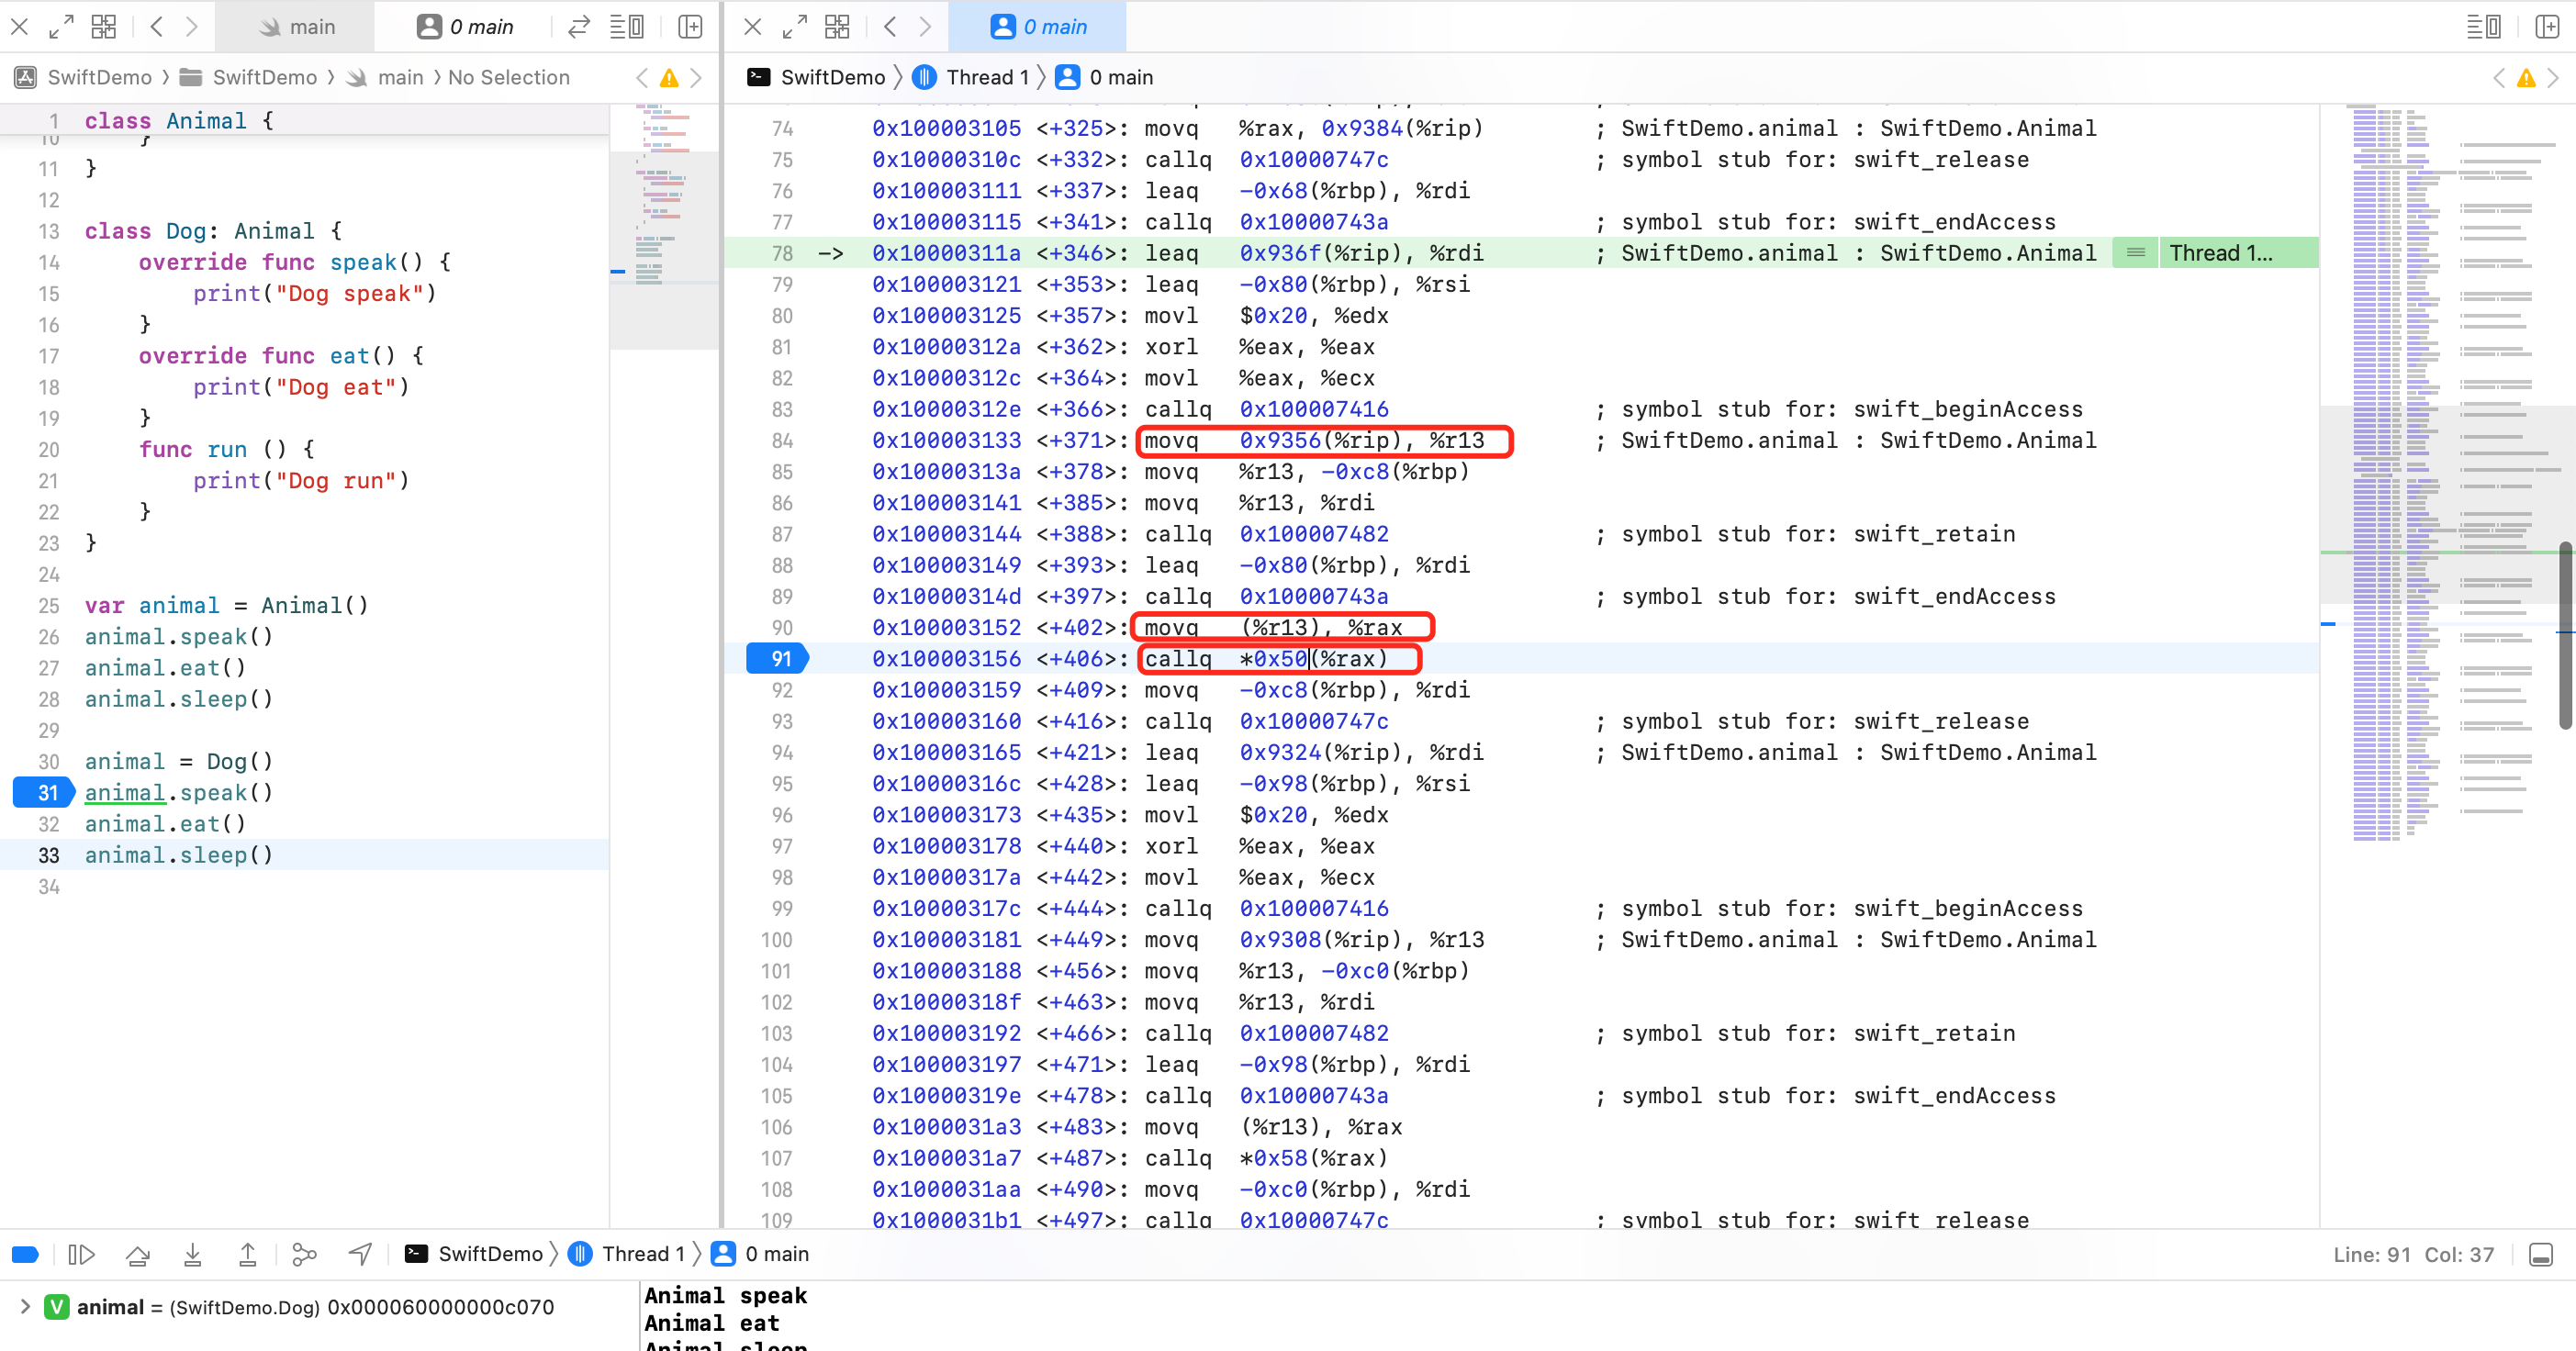 main
0 main
0 main
SwiftDemo SwiftDemo main No Selection
SwiftDemo Thread 1 0 main
1 class Animal {
10 }
11 }
12
13 class Dog: Animal {
14 override func speak() {
15 print("Dog speak")
16 }
17 override func eat() {
18 print("Dog eat")
19 }
20 func run () {
21 print("Dog run")
22 }
23 }
24
25 var animal = Animal()
26 animal.speak()
27 animal.eat()
28 animal.sleep()
29
30 animal = Dog()
31 animal.speak()
32 animal.eat()
33 animal.sleep()
34
74 0x100003105 <+325>: movq %rax, 0x9384(%rip) ; SwiftDemo.animal : SwiftDemo.Animal
75 0x10000310c <+332>: callq 0x10000747c ; symbol stub for: swift_release
76 0x100003111 <+337>: leaq -0x68(%rbp), %rdi
77 0x100003115 <+341>: callq 0x10000743a ; symbol stub for: swift_endAccess
78 -> 0x10000311a <+346>: leaq 0x936f(%rip), %rdi ; SwiftDemo.animal : SwiftDemo.Animal Thread 1...
79 0x100003121 <+353>: leaq -0x80(%rbp), %rsi
80 0x100003125 <+357>: movl $0x20, %edx
81 0x10000312a <+362>: xorl %eax, %eax
82 0x10000312c <+364>: movl %eax, %ecx
83 0x10000312e <+366>: callq 0x100007416 ; symbol stub for: swift_beginAccess
84 0x100003133 <+371>: movq 0x9356(%rip), %r13 ; SwiftDemo.animal : SwiftDemo.Animal
85 0x10000313a <+378>: movq %r13, -0xc8(%rbp)
86 0x100003141 <+385>: movq %r13, %rdi
87 0x100003144 <+388>: callq 0x100007482 ; symbol stub for: swift_retain
88 0x100003149 <+393>: leaq -0x80(%rbp), %rdi
89 0x10000314d <+397>: callq 0x10000743a ; symbol stub for: swift_endAccess
90 0x100003152 <+402>: movq (%r13), %rax
91 0x100003156 <+406>: callq *0x50(%rax)
92 0x100003159 <+409>: movq -0xc8(%rbp), %rdi
93 0x100003160 <+416>: callq 0x10000747c ; symbol stub for: swift_release
94 0x100003165 <+421>: leaq 0x9324(%rip), %rdi ; SwiftDemo.animal : SwiftDemo.Animal
95 0x10000316c <+428>: leaq -0x98(%rbp), %rsi
96 0x100003173 <+435>: movl $0x20, %edx
97 0x100003178 <+440>: xorl %eax, %eax
98 0x10000317a <+442>: movl %eax, %ecx
99 0x10000317c <+444>: callq 0x100007416 ; symbol stub for: swift_beginAccess
100 0x100003181 <+449>: movq 0x9308(%rip), %r13 ; SwiftDemo.animal : SwiftDemo.Animal
101 0x100003188 <+456>: movq %r13, -0xc0(%rbp)
102 0x10000318f <+463>: movq %r13, %rdi
103 0x100003192 <+466>: callq 0x100007482 ; symbol stub for: swift_retain
104 0x100003197 <+471>: leaq -0x98(%rbp), %rdi
105 0x10000319e <+478>: callq 0x10000743a ; symbol stub for: swift_endAccess
106 0x1000031a3 <+483>: movq (%r13), %rax
107 0x1000031a7 <+487>: callq *0x58(%rax)
108 0x1000031aa <+490>: movq -0xc0(%rbp), %rdi
109 0x1000031b1 <+497>: callq 0x10000747c ; symbol stub for: swift_release
SwiftDemo Thread 1 0 main
Line: 91 Col: 37
V animal = (SwiftDemo.Dog) 0x000060000000c070
Animal speak
Animal eat
Animal sleep